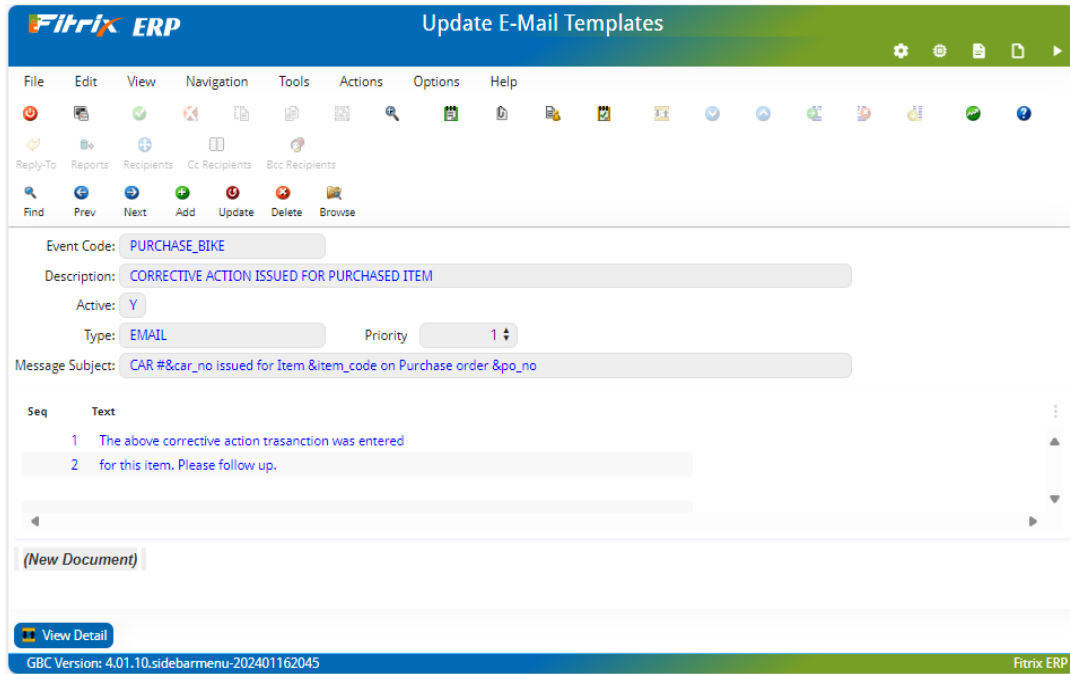 Fitrix ERP
Update E-Mail Templates
File Edit View Navigation Tools Actions Options Help
Reply-To Reports Recipients Cc Recipients Bcc Recipients
Find Prev Next Add Update Delete Browse
Event Code: PURCHASE_BIKE
Description: CORRECTIVE ACTION ISSUED FOR PURCHASED ITEM
Active: Y
Type: EMAIL Priority 1
Message Subject: CAR #&car_no issued for Item &item_code on Purchase order &po_no
Seq Text
1 The above corrective action trasanction was entered
2 for this item. Please follow up.
(New Document)
View Detail
GBC Version: 4.01.10.sidebarmenu-202401162045 Fitrix ERP